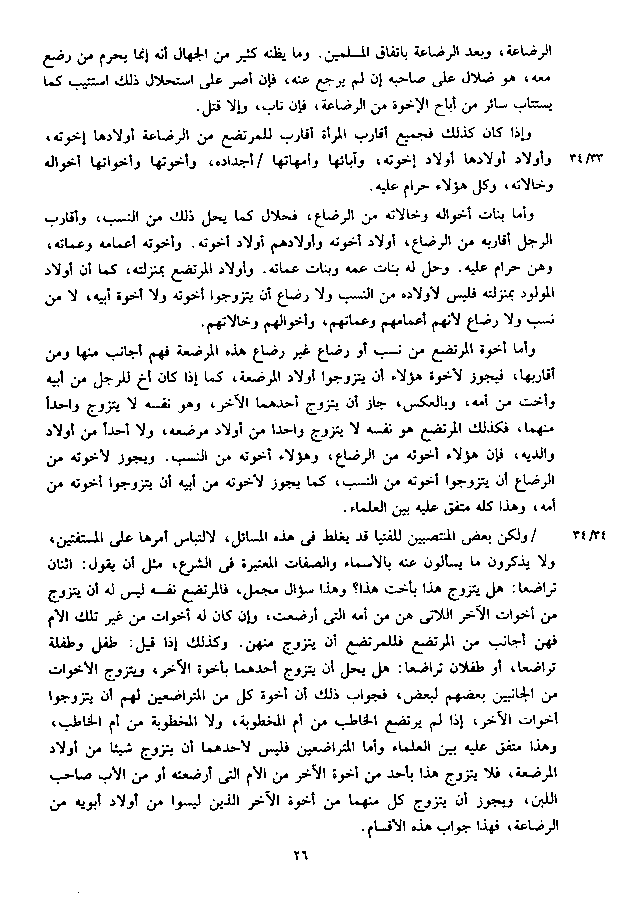 الرضاعة، وبعد الرضاعة باتفاق المسلمين. وما يظنه كثير من الجهال أنه إنما يحرم من رضع
معه، هو ضلال على صاحبه إن لم يرجع عنه، فإن أصر على استحلال ذلك استتيب كما
يستتاب سائر من أباح الإخوة من الرضاعة، فإن تاب، وإلا قتل.
وإذا كان كذلك فجميع أقارب المرأة أقارب للمرتضع من الرضاعة أولادها إخوته،
٣٤/٣٣ وأولاد أولادها أولاد إخوته، وآبائها وأمهاتها / أجداده، وأخوتها وأخواتها أخواله
وخالاته، وكل هؤلاء حرام عليه.
وأما بنات أخواله وخالاته من الرضاع، فحلال كما يحل ذلك من النسب، وأقارب
الرجل أقاربه من الرضاع، أولاد أخوته وأولادهم أولاد أخوته. وأخوته أعمامه وعماته،
وهن حرام عليه. وحل له بنات عمه وبنات عماته. وأولاد المرتضع بمنزلته، كما أن أولاد
المولود بمنزلته فليس لأولاده من النسب ولا رضاع أن يتزوجوا أخوته ولا أخوة أبيه، لا من
نسب ولا رضاع لأنهم أعمامهم وعماتهم، وأخوالهم وخالاتهم.
وأما أخوة المرتضع من نسب أو رضاع غير رضاع هذه المرضعة فهم أجانب منها ومن
أقاربها، فيجوز لأخوة هؤلاء أن يتزوجوا أولاد المرضعة، كما إذا كان أخ للرجل من أبيه
وأخت من أمه، وبالعكس، جاز أن يتزوج أحدهما الآخر، وهو نفسه لا يتزوج واحداً
منهما، فكذلك المرتضع هو نفسه لا يتزوج واحدا من أولاد مرضعه، ولا أحداً من أولاد
والديه، فإن هؤلاء أخوته من الرضاع، وهؤلاء أخوته من النسب. ويجوز لأخوته من
الرضاع أن يتزوجوا أخوته من النسب، كما يجوز لأخوته من أبيه أن يتزوجوا أخوته من
أمه، وهذا كله متفق عليه بين العلماء.
٣٤/٣٤ / ولكن بعض المنتصبين للفتيا قد يغلط في هذه المسائل، لالتباس أمرها على المستفتين،
ولا يذكرون ما يسألون عنه بالأسماء والصفات المعتبرة في الشرع، مثل أن يقول: اثنان
تراضعا: هل يتزوج هذا بأخت هذا؟ وهذا سؤال مجمل، فالمرتضع نفسه ليس له أن يتزوج
من أخوات الآخر اللاتي هن من أمه التي أرضعت، وإن كان له أخوات من غير تلك الأم
فهن أجانب من المرتضع فللمرتضع أن يتزوج منهن. وكذلك إذا قيل: طفل وطفلة
تراضعا، أو طفلان تراضعا: هل يحل أن يتزوج أحدهما بأخوة الآخر، ويتزوج الأخوات
من الجانبين بعضهم لبعض، فجواب ذلك أن أخوة كل من المتراضعين لهم أن يتزوجوا
أخوات الآخر، إذا لم يرتضع الخاطب من أم المخطوبة، ولا المخطوبة من أم الخاطب،
وهذا متفق عليه بين العلماء وأما المتراضعين فليس لأحدهما أن يتزوج شيئا من أولاد
المرضعة، فلا يتزوج هذا بأحد من أخوة الآخر من الأم التي أرضعته أو من الأب صاحب
اللبن، ويجوز أن يتزوج كل منهما من أخوة الآخر الذين ليسوا من أولاد أبويه من
الرضاعة، فهذا جواب هذه الأقسام.
٢٦